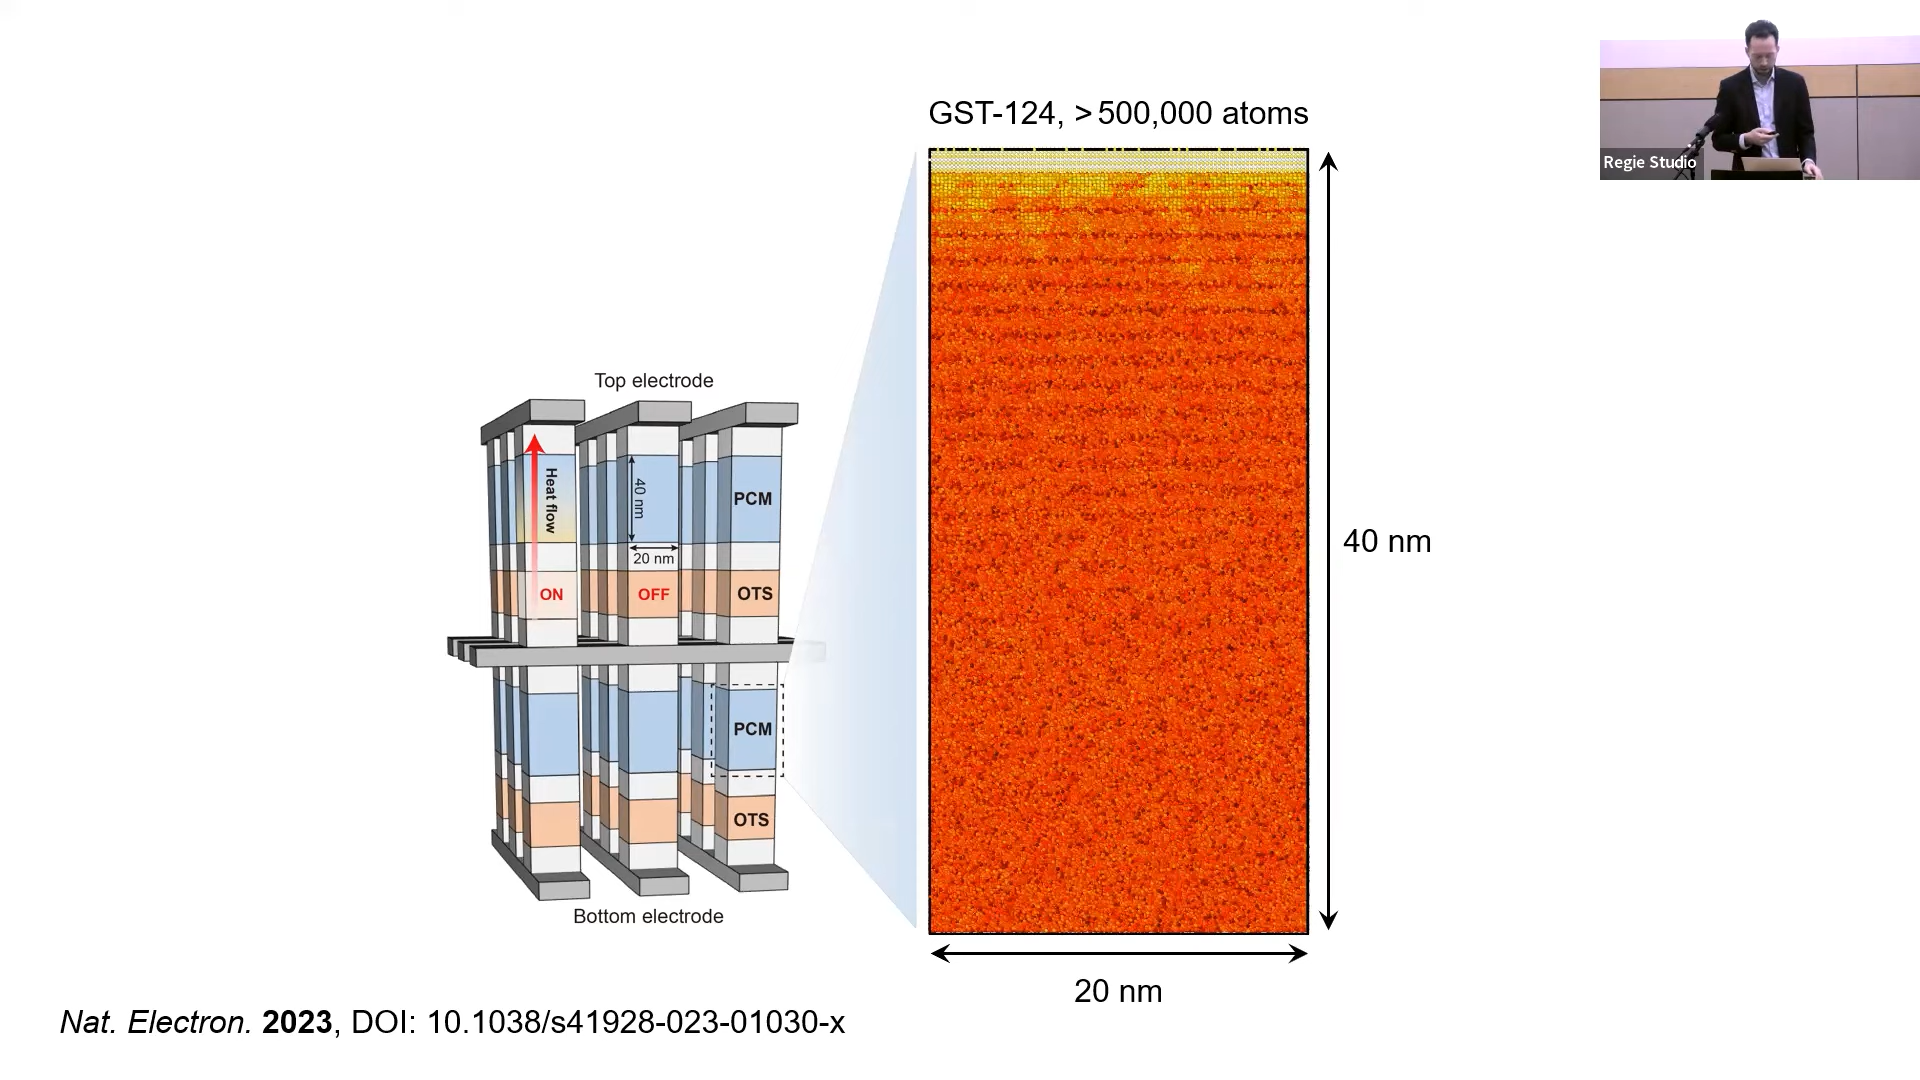 Regie Studio
GST-124, > 500,000 atoms
40 nm
20 nm
Top electrode
Heat flow
40 nm
20 nm
PCM
ON
OFF
OTS
PCM
OTS
Bottom electrode
Nat. Electron. 2023, DOI: 10.1038/s41928-023-01030-x